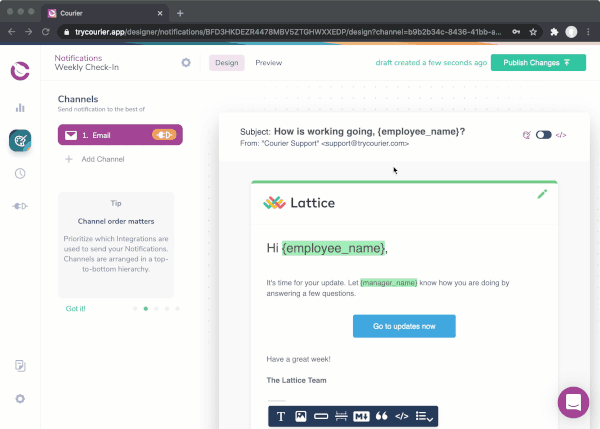 Courier
trycourier.app/designer/notifications/BFD3HKDEZR4478MBV5ZTGHWXXEDP/design?channel=b9b2b34c-8436-41bb-a...
Notifications
Weekly Check-In
Design
Preview
draft created a few seconds ago
Publish Changes
Channels
Send notification to the best of
1. Email
Add Channel
Tip
Channel order matters
Prioritize which Integrations are
used to send your Notifications.
Channels are arranged in a top-
to-bottom hierarchy.
Got it!
Subject: How is working going, {employee_name}?
From: "Courier Support" <support@trycourier.com>
</>
Lattice
Hi {employee_name},
It's time for your update. Let {manager_name} know how you are doing by
answering a few questions.
Go to updates now
Have a great week!
The Lattice Team
T
M
</>